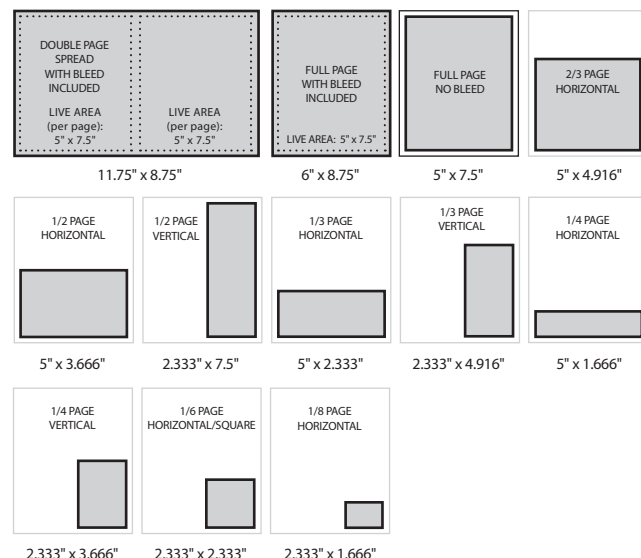 DOUBLE PAGE
SPREAD
WITH BLEED
INCLUDED
LIVE AREA
(per page):
5" x 7.5"
LIVE AREA
(per page):
5" x 7.5"
11.75" x 8.75"
FULL PAGE
WITH BLEED
INCLUDED
LIVE AREA: 5" x 7.5"
6" x 8.75"
FULL PAGE
NO BLEED
5" x 7.5"
2/3 PAGE
HORIZONTAL
5" x 4.916"
1/2 PAGE
HORIZONTAL
5" x 3.666"
1/2 PAGE
VERTICAL
2.333" x 7.5"
1/3 PAGE
HORIZONTAL
5" x 2.333"
1/3 PAGE
VERTICAL
2.333" x 4.916"
1/4 PAGE
HORIZONTAL
5" x 1.666"
1/4 PAGE
VERTICAL
2.333" x 3.666"
1/6 PAGE
HORIZONTAL/SQUARE
2.333" x 2.333"
1/8 PAGE
HORIZONTAL
2.333" x 1.666"